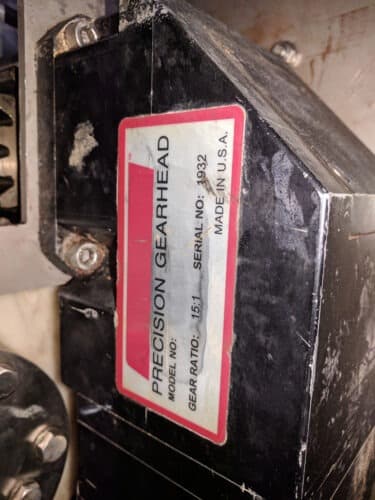 PRECISION GEARHEAD
MODEL NO:
GEAR RATIO: 15:1 SERIAL NO: 1932
MADE IN U.S.A.